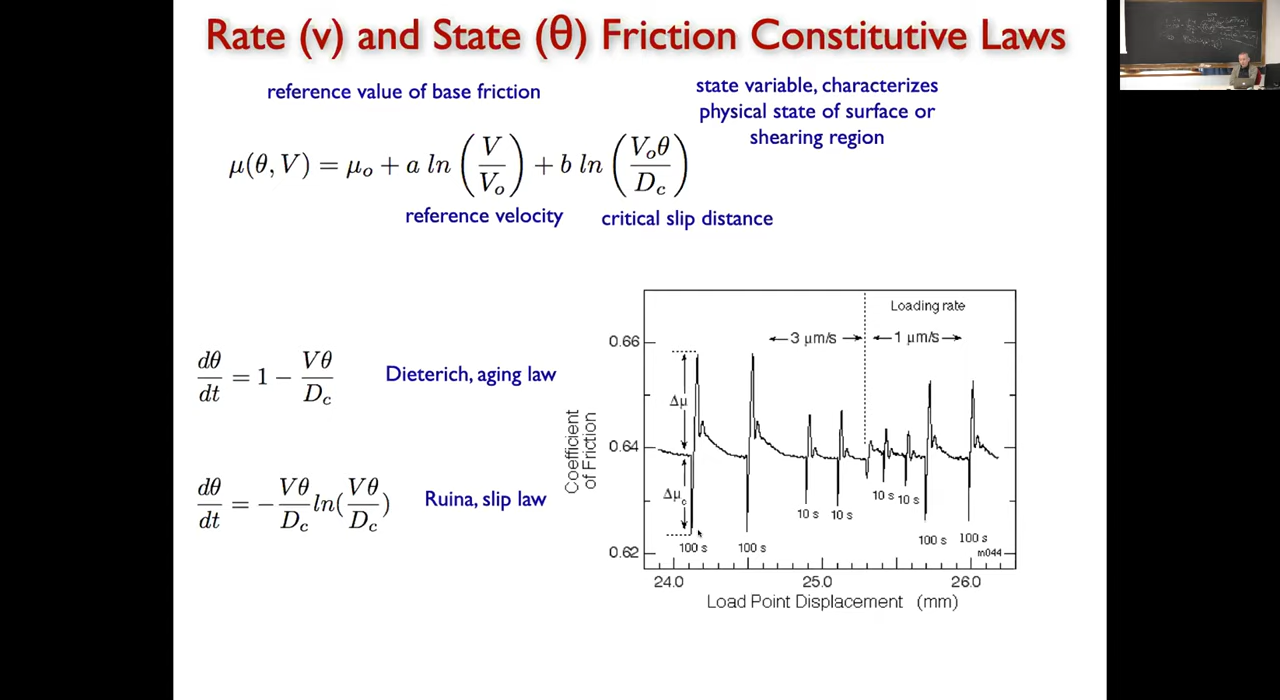 Rate (v) and State (θ) Friction Constitutive Laws
reference value of base friction
state variable, characterizes
physical state of surface or
shearing region
μ(θ, V) = μo + a ln (V/Vo) + b ln (Voθ/Dc)
reference velocity
critical slip distance
dθ/dt = 1 − Vθ/Dc
Dieterich, aging law
dθ/dt = − Vθ/Dc ln(Vθ/Dc)
Ruina, slip law
Loading rate
3 μm/s
1 μm/s
0.66
0.64
0.62
Coefficient
of Friction
Δμ
Δμc
100 s
100 s
10 s
10 s
10 s
10 s
100 s
100 s
m044
24.0
25.0
26.0
Load Point Displacement (mm)